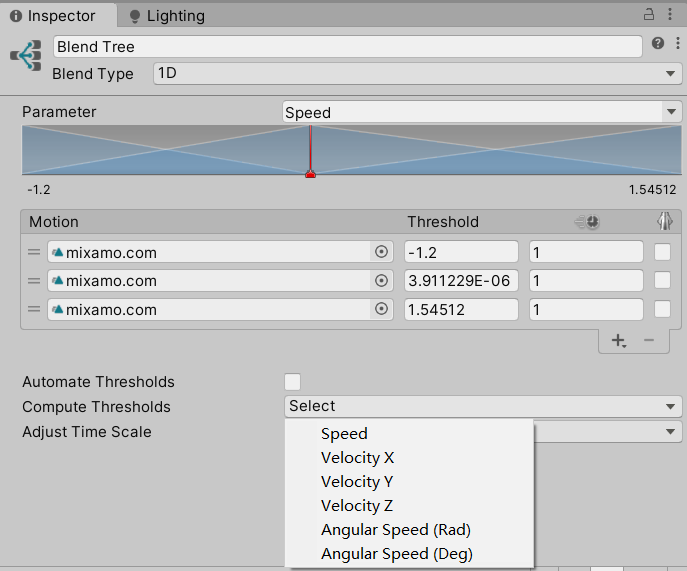 Inspector Lighting
Blend Tree
Blend Type 1D
Parameter Speed
-1.2 1.54512
Motion Threshold
mixamo.com -1.2 1
mixamo.com 3.911229E-06 1
mixamo.com 1.54512 1
Automate Thresholds
Compute Thresholds Select
Adjust Time Scale
Speed
Velocity X
Velocity Y
Velocity Z
Angular Speed (Rad)
Angular Speed (Deg)